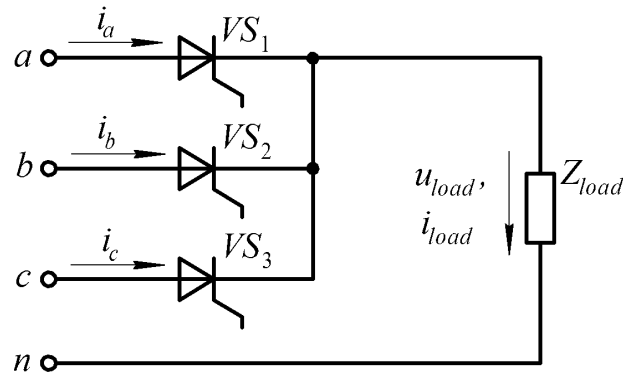 i_a
VS_1
a
i_b
VS_2
b
u_load,
i_load
Z_load
i_c
VS_3
c
n